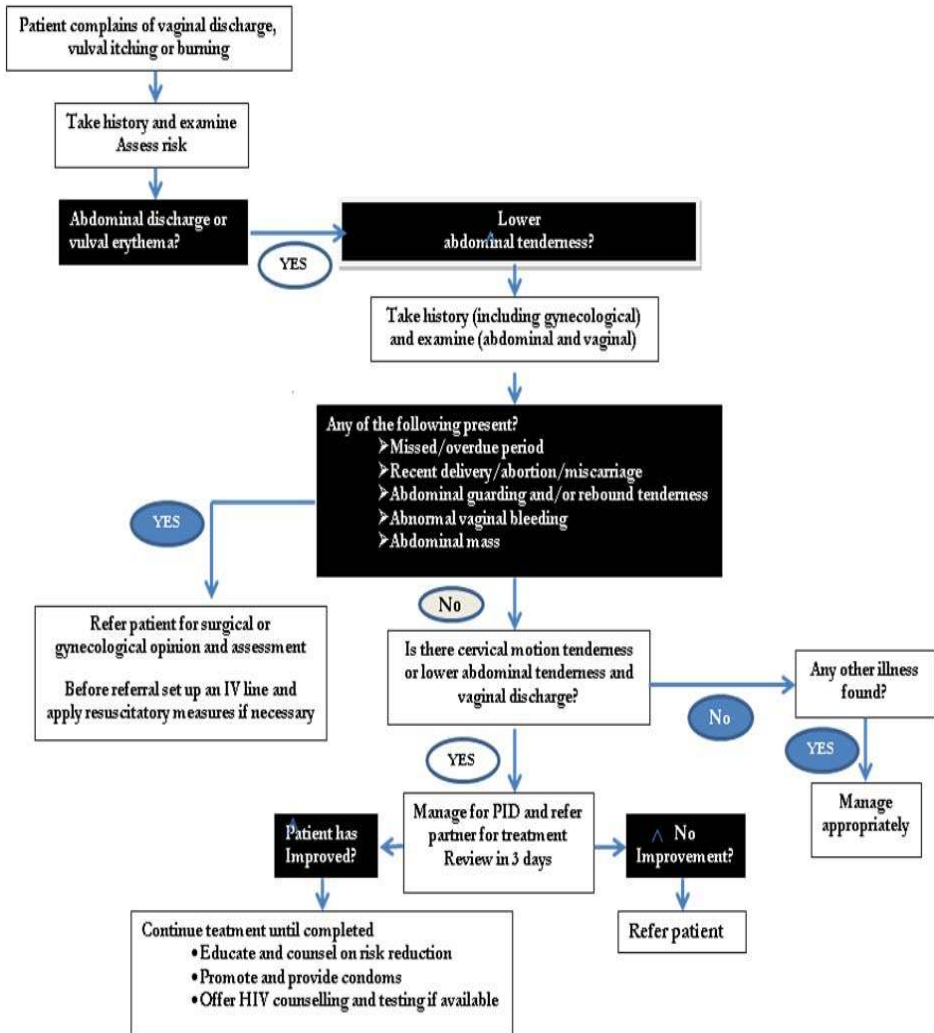 Patient complains of vaginal discharge,
vulval itching or burning
Take history and examine
Assess risk
Abdominal discharge or
vulval erythema?
YES
Lower
abdominal tenderness?
Take history (including gynecological)
and examine (abdominal and vaginal)
Any of the following present?
➢Missed/overdue period
➢Recent delivery/abortion/miscarriage
➢Abdominal guarding and/or rebound tenderness
➢Abnormal vaginal bleeding
➢Abdominal mass
YES
No
Refer patient for surgical or
gynecological opinion and assessment
Before referral set up an IV line and
apply resuscitatory measures if necessary
Is there cervical motion tenderness
or lower abdominal tenderness and
vaginal discharge?
No
Any other illness
found?
YES
Manage
appropriately
YES
Manage for PID and refer
partner for treatment
Review in 3 days
Patient has
Improved?
No
Improvement?
Refer patient
Continue teatment until completed
•Educate and counsel on risk reduction
•Promote and provide condoms
•Offer HIV counselling and testing if available